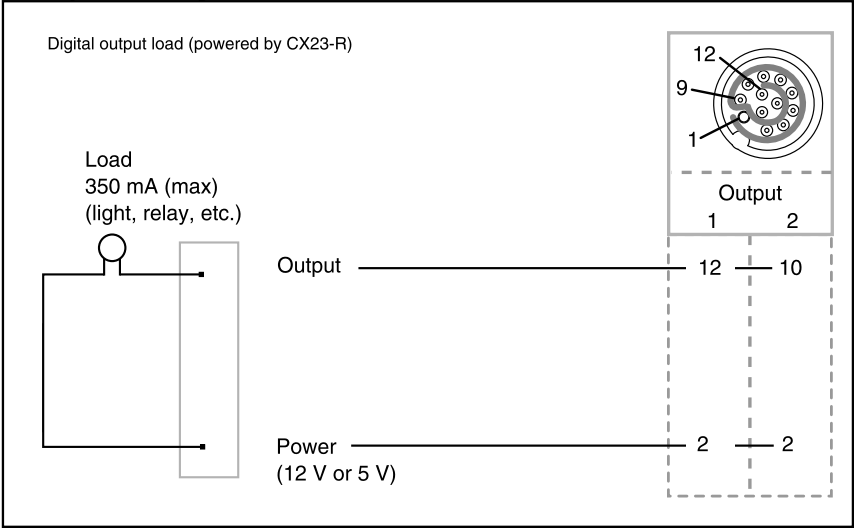 Digital output load (powered by CX23-R)
12
9
1
Load
350 mA (max)
(light, relay, etc.)
Output
1 2
Output 12 10
Power 2 2
(12 V or 5 V)